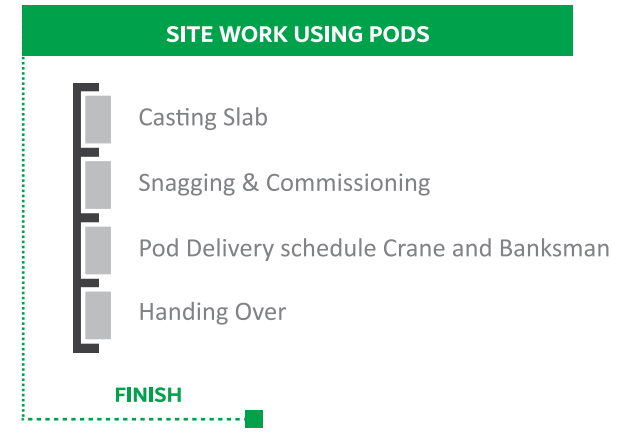 SITE WORK USING PODS
Casting Slab
Snagging & Commissioning
Pod Delivery schedule Crane and Banksman
Handing Over
FINISH